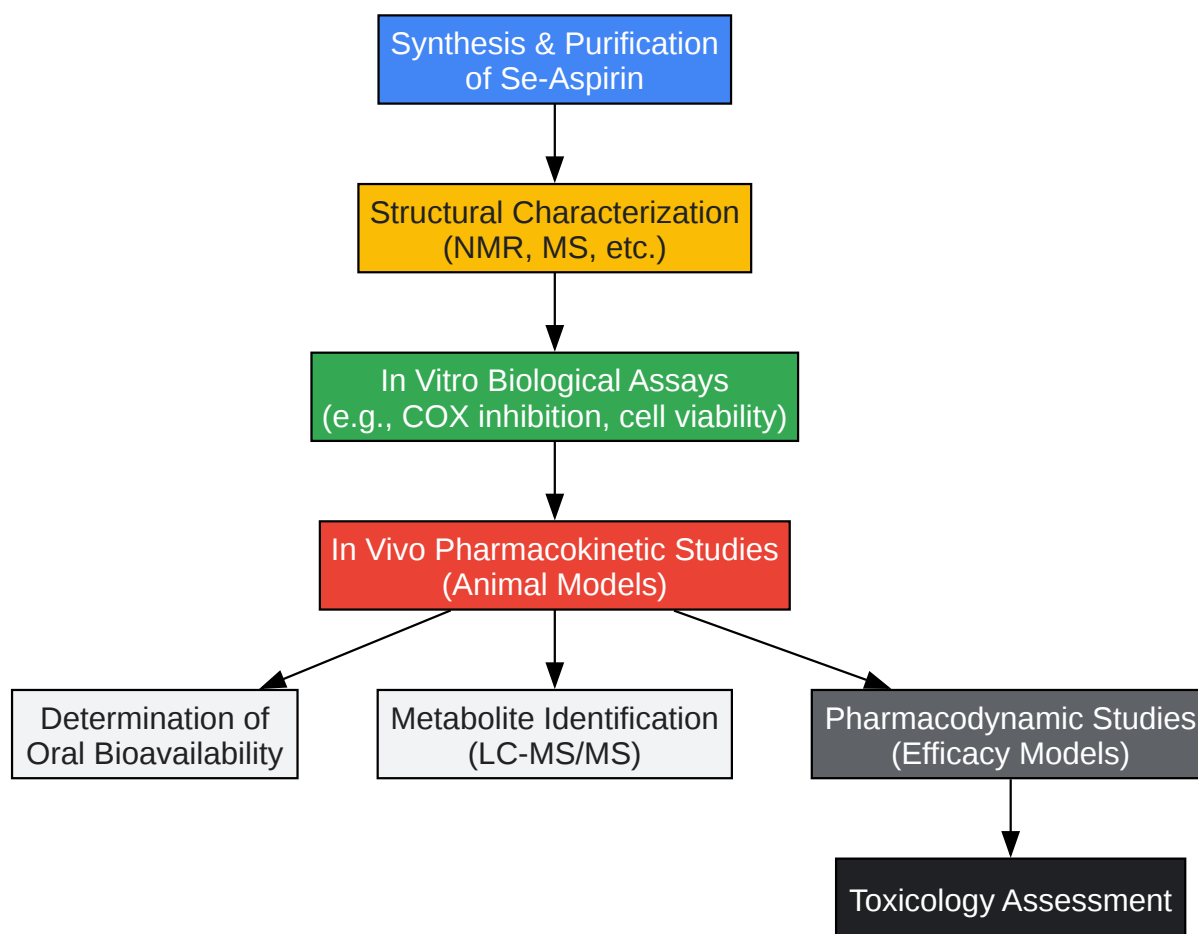 Synthesis & Purification
of Se-Aspirin
Structural Characterization
(NMR, MS, etc.)
In Vitro Biological Assays
(e.g., COX inhibition, cell viability)
In Vivo Pharmacokinetic Studies
(Animal Models)
Determination of
Oral Bioavailability
Metabolite Identification
(LC-MS/MS)
Pharmacodynamic Studies
(Efficacy Models)
Toxicology Assessment